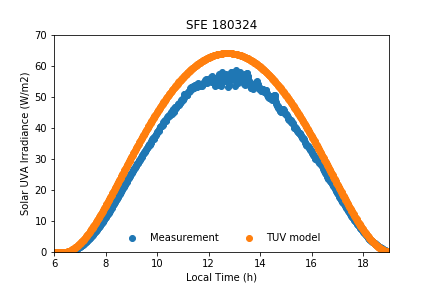 SFE 180324
Solar UVA Irradiance (W/m2)
70
60
50
40
30
20
10
0
6 8 10 12 14 16 18
Local Time (h)
Measurement TUV model